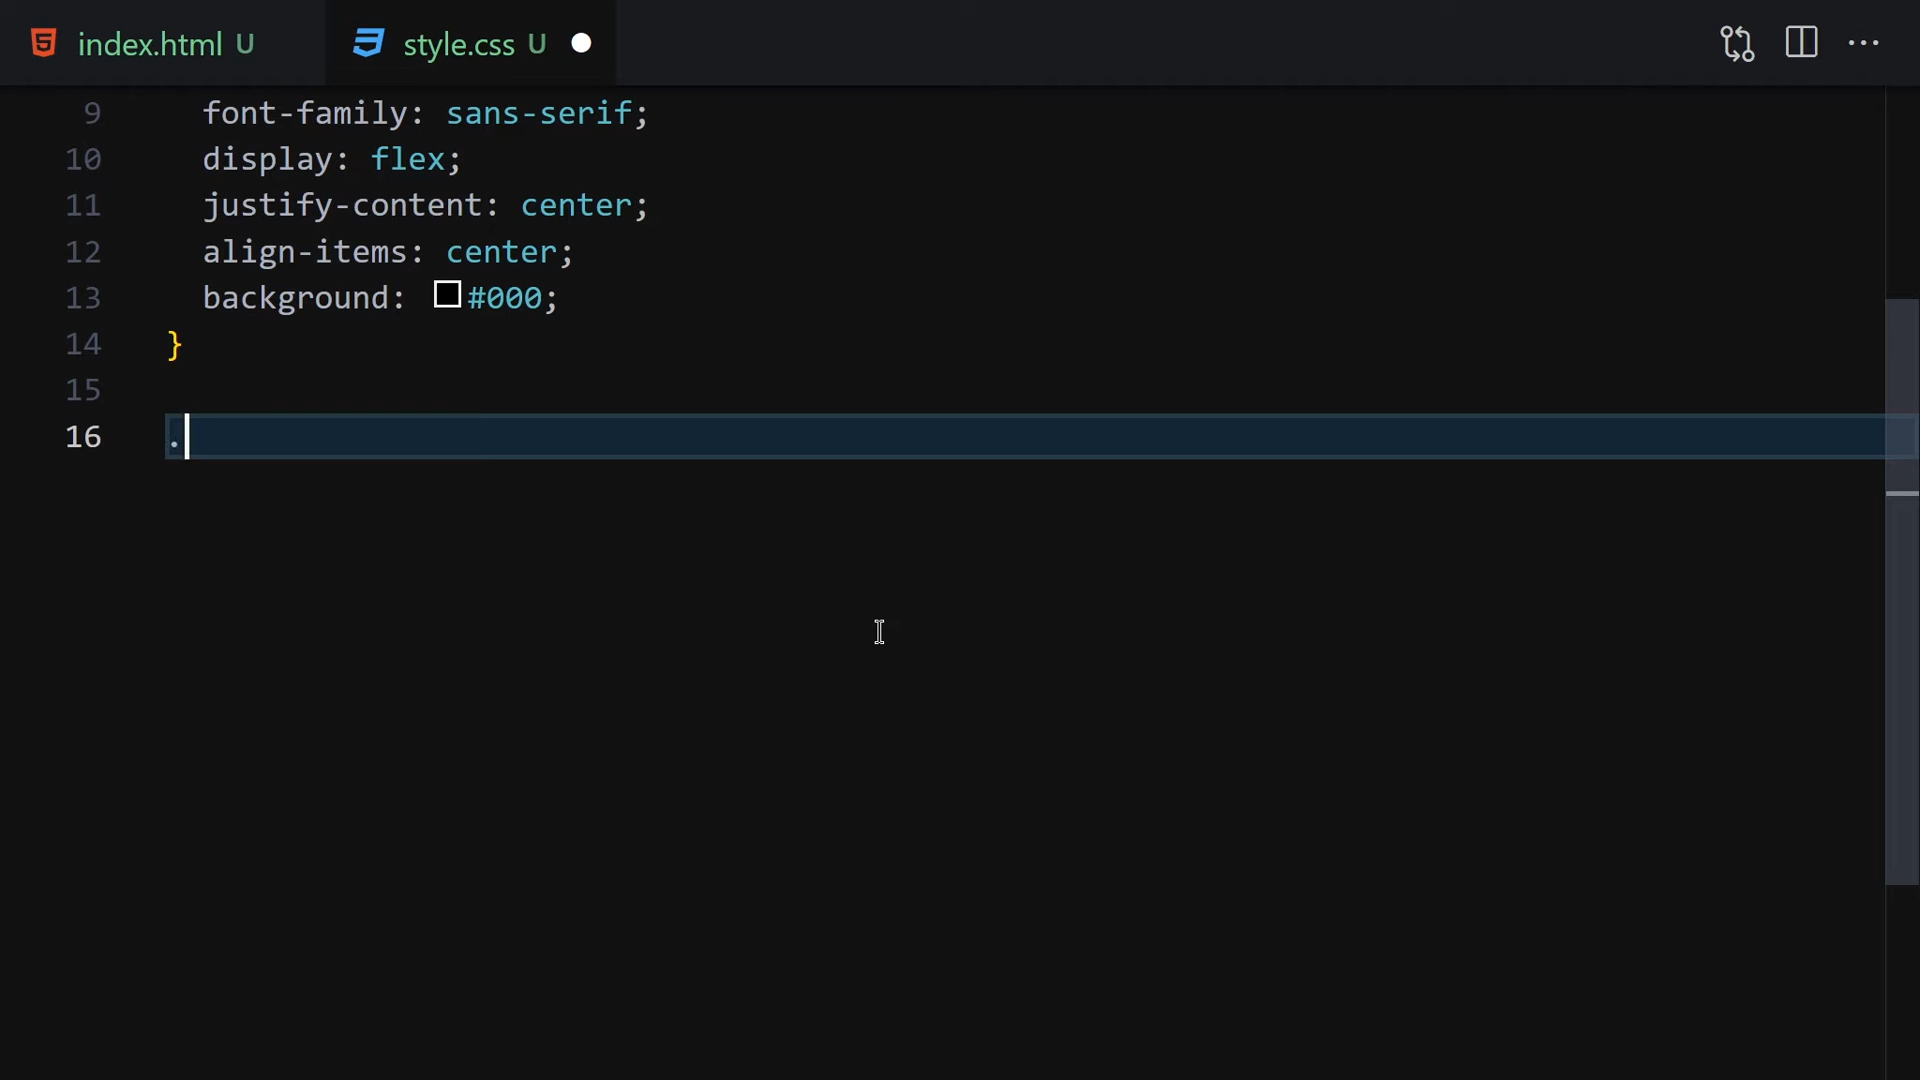 index.html U
style.css U
9 font-family: sans-serif;
10 display: flex;
11 justify-content: center;
12 align-items: center;
13 background: #000;
14 }
15
16 .